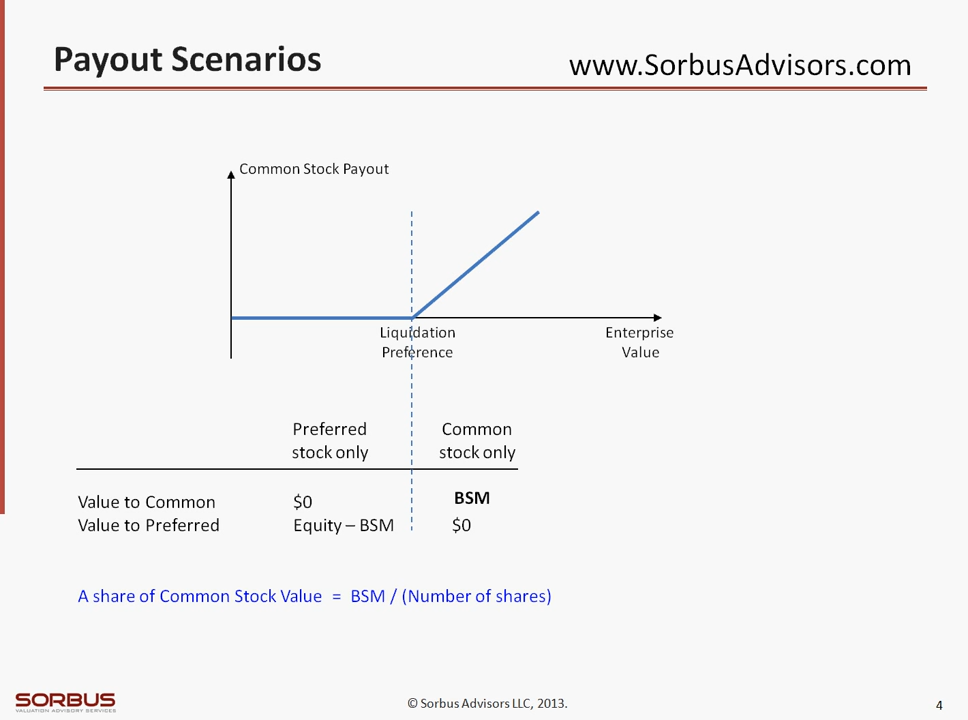 Payout Scenarios
www.SorbusAdvisors.com
Common Stock Payout
Liquidation
Preference
Enterprise
Value
Preferred
stock only
Common
stock only
Value to Common $0 BSM
Value to Preferred Equity – BSM $0
A share of Common Stock Value = BSM / (Number of shares)
SORBUS
VALUATION ADVISORY SERVICES
© Sorbus Advisors LLC, 2013.
4